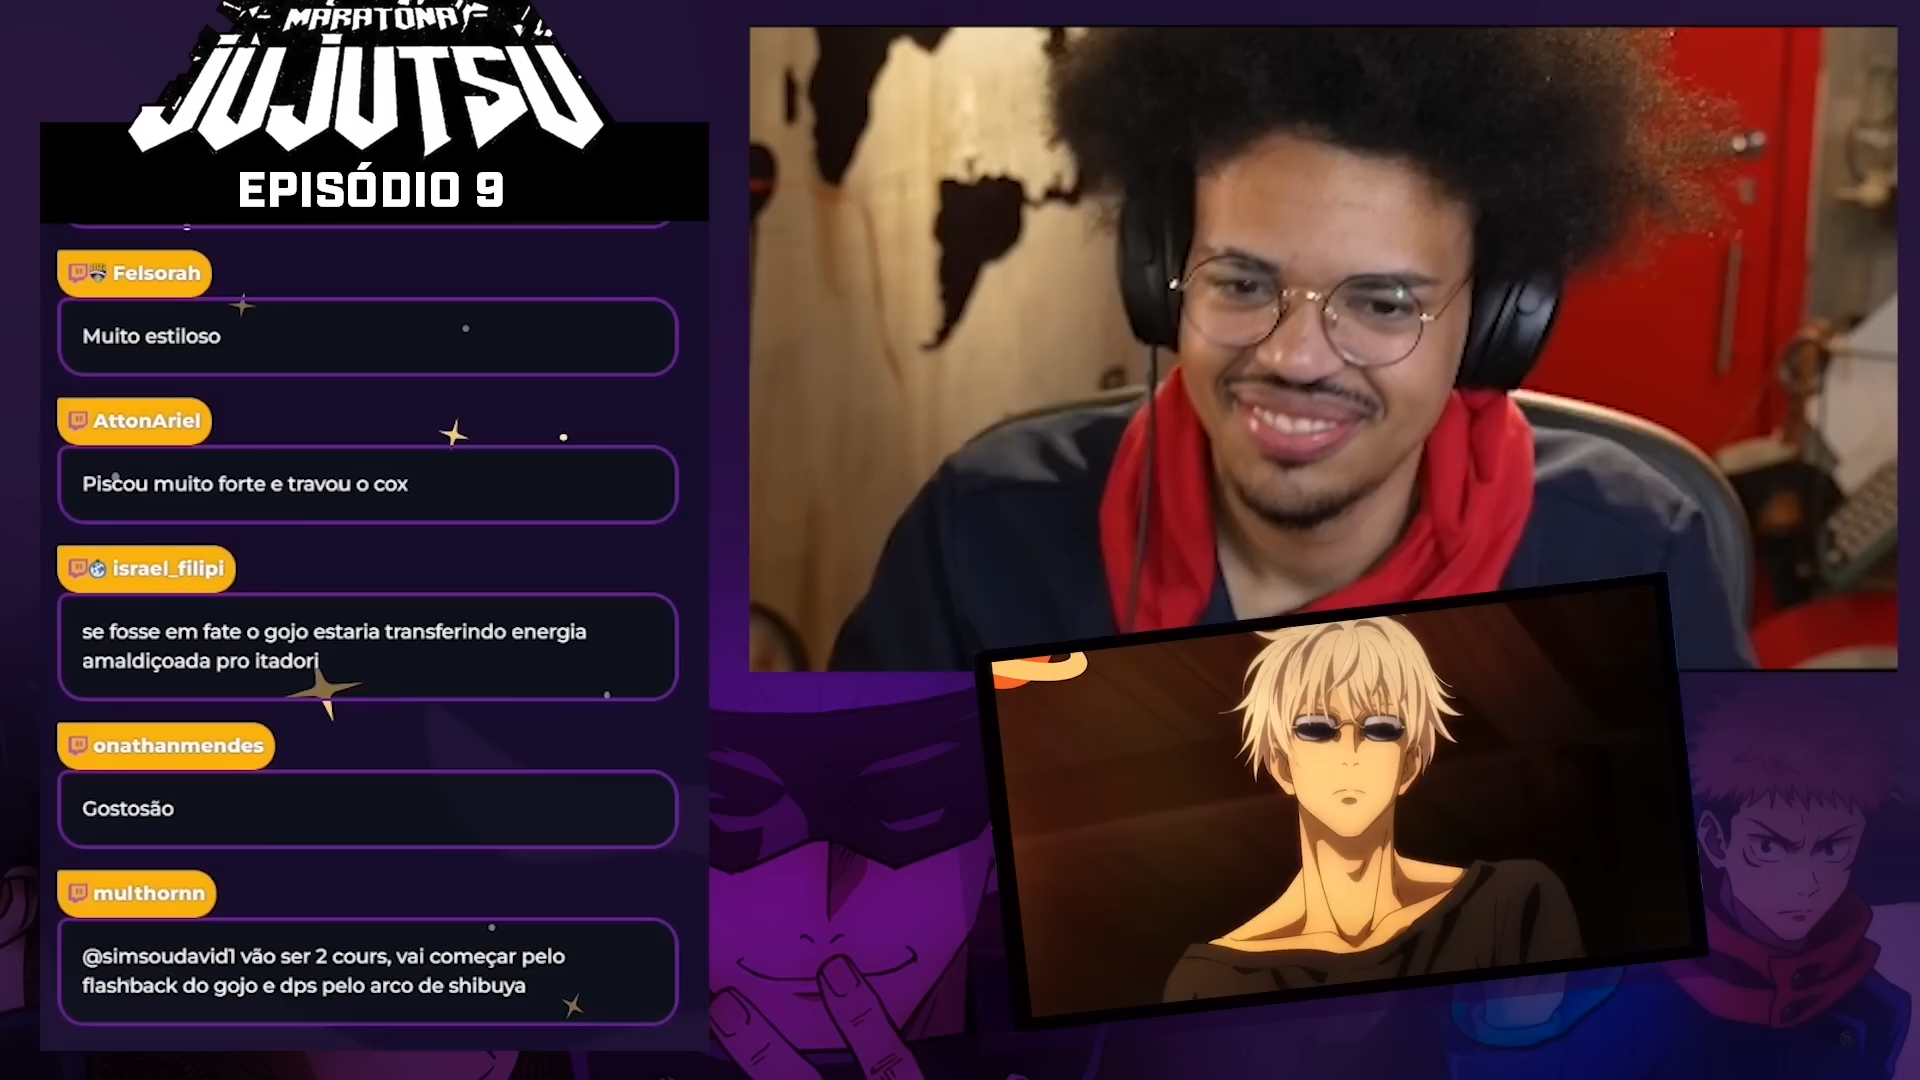 MARATONA
JUJUTSU
EPISÓDIO 9
Felsorah
Muito estiloso
AttonAriel
Piscou muito forte e travou o cox
israel_filipi
se fosse em fate o gojo estaria transferindo energia
amaldiçoada pro itadori
onathanmendes
Gostosão
multhornn
@simsoudavid1 vão ser 2 cours, vai começar pelo
flashback do gojo e dps pelo arco de shibuya